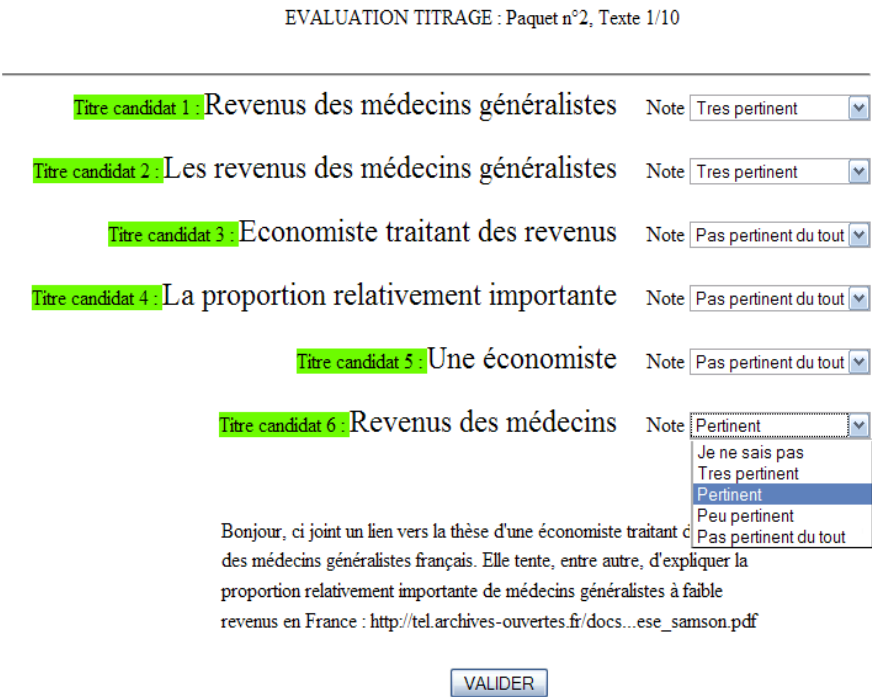 EVALUATION TITRAGE : Paquet n°2, Texte 1/10
Titre candidat 1 : Revenus des médecins généralistes Note Tres pertinent
Titre candidat 2 : Les revenus des médecins généralistes Note Tres pertinent
Titre candidat 3 : Economiste traitant des revenus Note Pas pertinent du tout
Titre candidat 4 : La proportion relativement importante Note Pas pertinent du tout
Titre candidat 5 : Une économiste Note Pas pertinent du tout
Titre candidat 6 : Revenus des médecins Note Pertinent
Je ne sais pas
Tres pertinent
Pertinent
Peu pertinent
Pas pertinent du tout
Bonjour, ci joint un lien vers la thèse d'une économiste traitant
des médecins généralistes français. Elle tente, entre autre, d'expliquer la
proportion relativement importante de médecins généralistes à faible
revenus en France : http://tel.archives-ouvertes.fr/docs...ese_samson.pdf
VALIDER